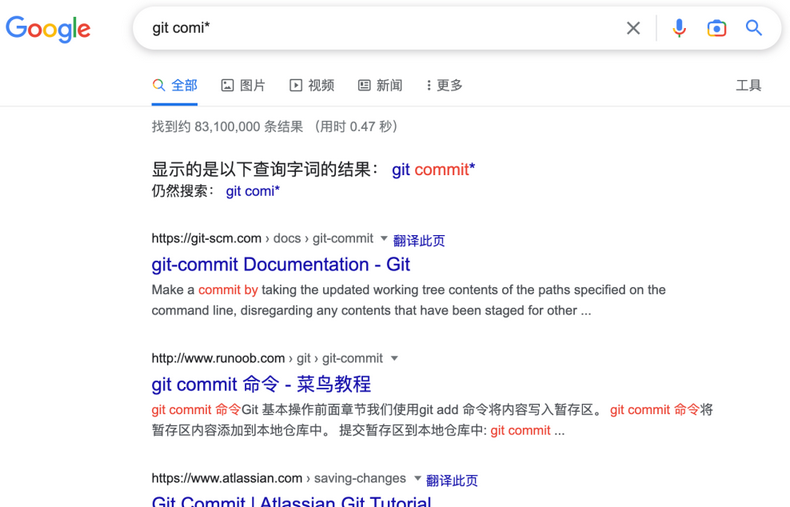 Google
git comi*
全部 图片 视频 新闻 更多 工具
找到约 83,100,000 条结果 （用时 0.47 秒）
显示的是以下查询字词的结果： git commit*
仍然搜索： git comi*
https://git-scm.com › docs › git-commit 翻译此页
git-commit Documentation - Git
Make a commit by taking the updated working tree contents of the paths specified on the
command line, disregarding any contents that have been staged for other ...
http://www.runoob.com › git › git-commit
git commit 命令 - 菜鸟教程
git commit 命令Git 基本操作前面章节我们使用git add 命令将内容写入暂存区。 git commit 命令将
暂存区内容添加到本地仓库中。 提交暂存区到本地仓库中: git commit ...
https://www.atlassian.com › saving-changes 翻译此页
Git Commit | Atlassian Git Tutorial